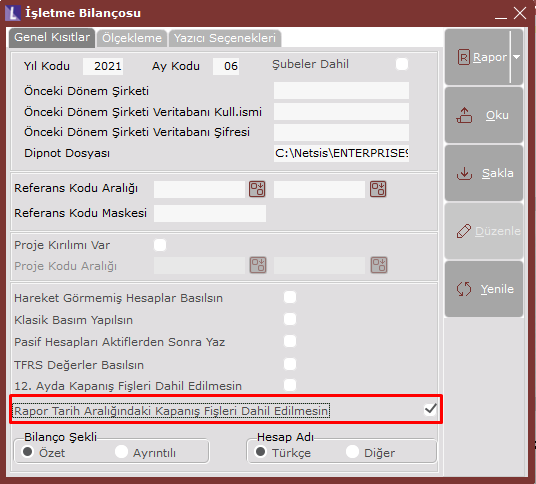 İşletme Bilançosu
Genel Kısıtlar Ölçekleme Yazıcı Seçenekleri
Yıl Kodu 2021 Ay Kodu 06 Şubeler Dahil
Önceki Dönem Şirketi
Önceki Dönem Şirketi Veritabanı Kull.ismi
Önceki Dönem Şirketi Veritabanı Şifresi
Dipnot Dosyası C:\Netsis\ENTERPRISE9
Referans Kodu Aralığı
Referans Kodu Maskesi
Proje Kırılımı Var
Proje Kodu Aralığı
Hareket Görmemiş Hesaplar Basılsın
Klasik Basım Yapılsın
Pasif Hesapları Aktiflerden Sonra Yaz
TFRS Değerler Basılsın
12. Ayda Kapanış Fişleri Dahil Edilmesin
Rapor Tarih Aralığındaki Kapanış Fişleri Dahil Edilmesin
Bilanço Şekli
Özet Ayrıntılı
Hesap Adı
Türkçe Diğer
Rapor
Oku
Sakla
Düzenle
Yenile